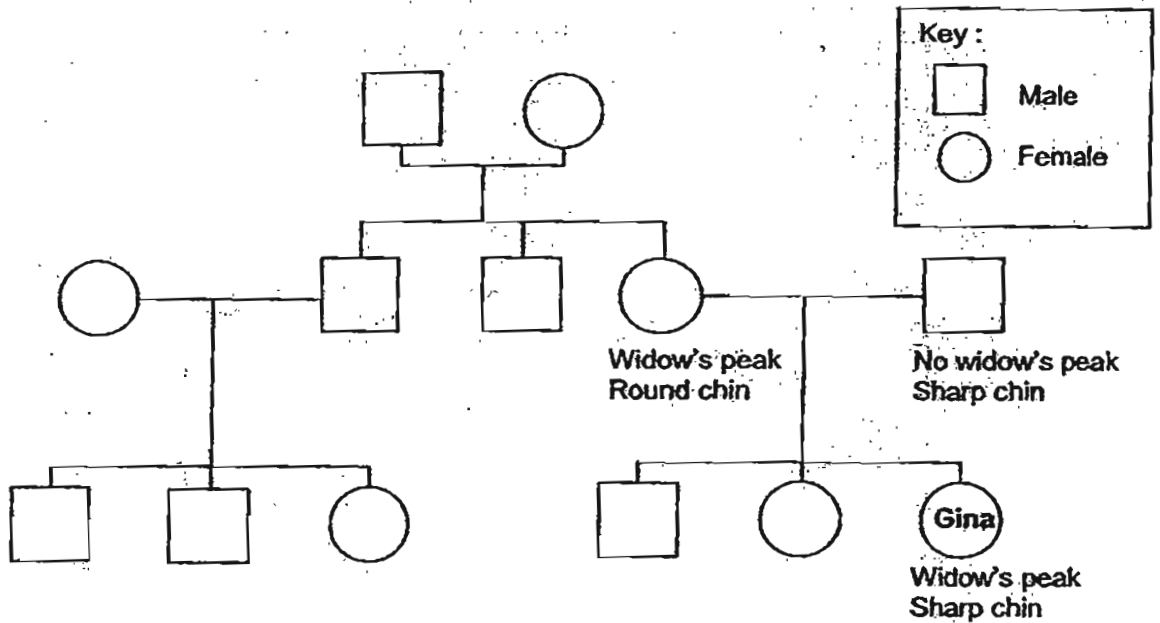 Key :
Male
Female
Widow's peak
Round chin
No widow's peak
Sharp chin
Gina
Widow's peak
Sharp chin